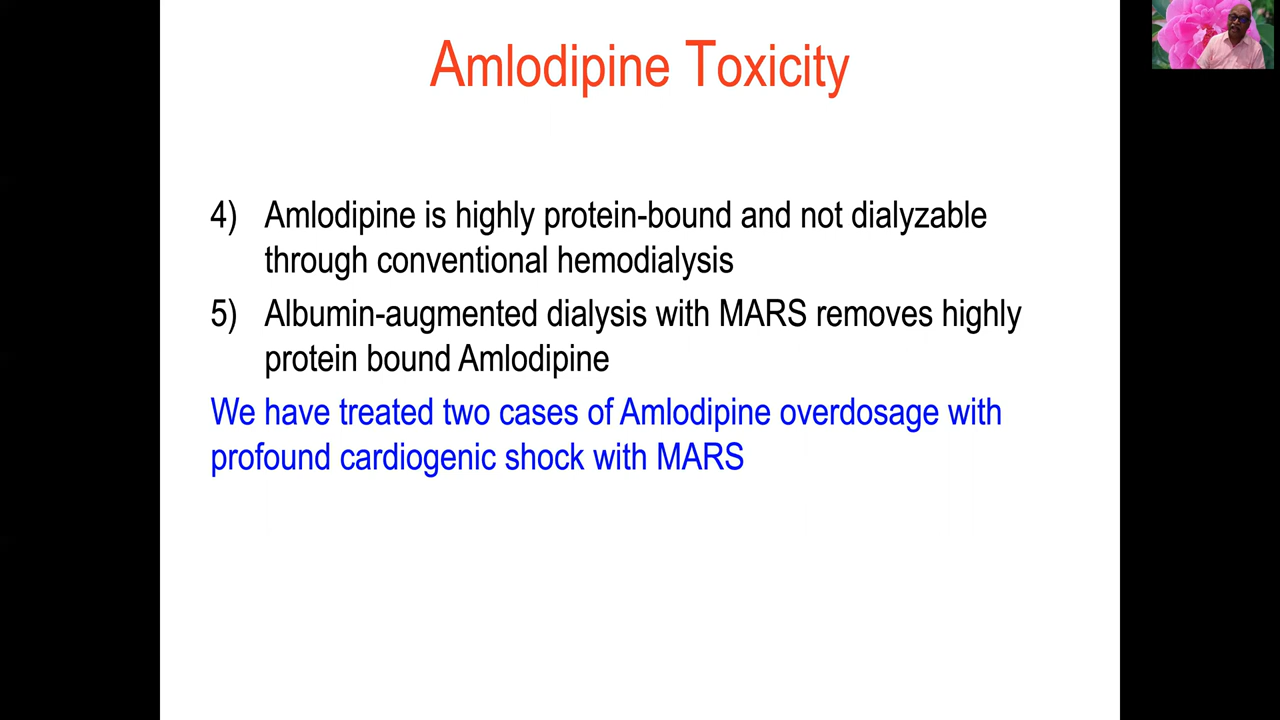 Amlodipine Toxicity
4) Amlodipine is highly protein-bound and not dialyzable
through conventional hemodialysis
5) Albumin-augmented dialysis with MARS removes highly
protein bound Amlodipine
We have treated two cases of Amlodipine overdosage with
profound cardiogenic shock with MARS